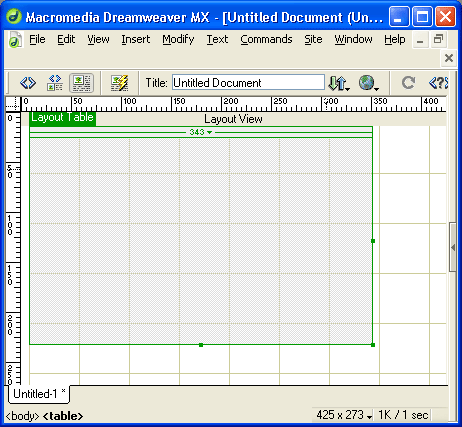 Macromedia Dreamweaver MX - [Untitled Document (Un...
File Edit View Insert Modify Text Commands Site Window Help
Title: Untitled Document
0 50 100 150 200 250 300 350 400
Layout Table Layout View
343
0
50
100
150
200
250
Untitled-1 *
<body> <table> 425 x 273 1K / 1 sec